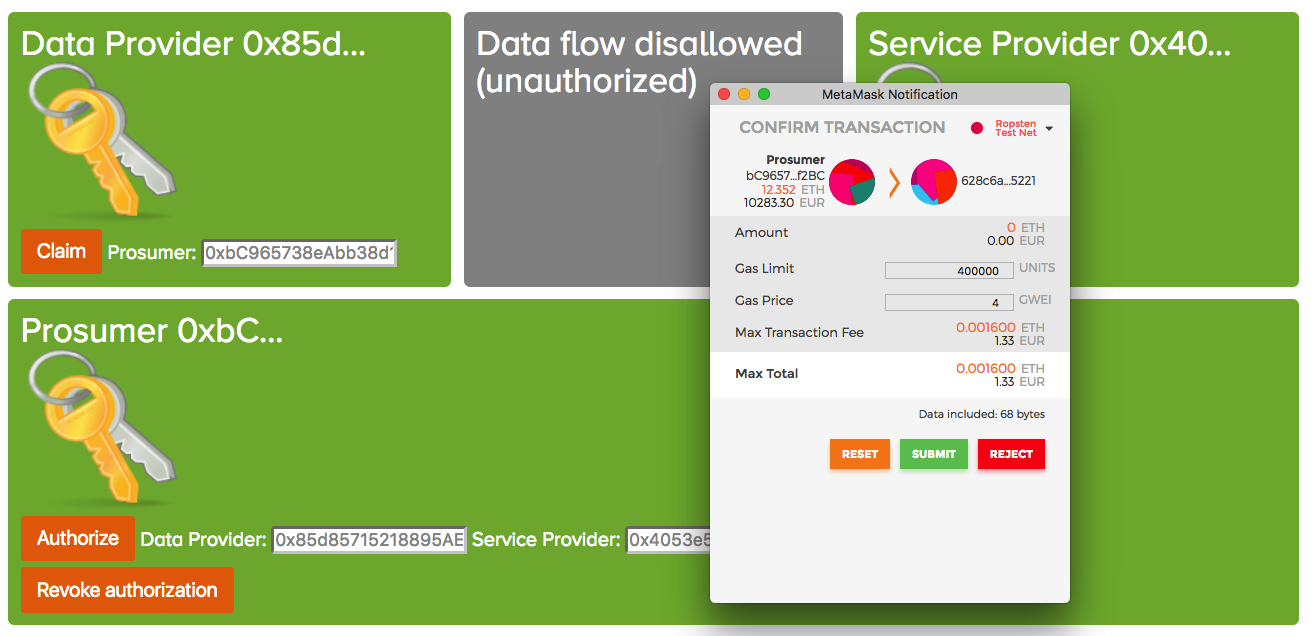 Data Provider 0x85d...
Claim Prosumer: 0xbC965738eAbb38d
Data flow disallowed
(unauthorized)
Service Provider 0x40...
Prosumer 0xbC...
Authorize Data Provider: 0x85d85715218895AE Service Provider: 0x4053e5
Revoke authorization
MetaMask Notification
CONFIRM TRANSACTION
Ropsten
Test Net
Prosumer
bC9657...f2BC
12.352 ETH
10283.30 EUR
628c6a...5221
Amount
0 ETH
0.00 EUR
Gas Limit 400000 UNITS
Gas Price 4 GWEI
Max Transaction Fee
0.001600 ETH
1.33 EUR
Max Total
0.001600 ETH
1.33 EUR
Data included: 68 bytes
RESET SUBMIT REJECT